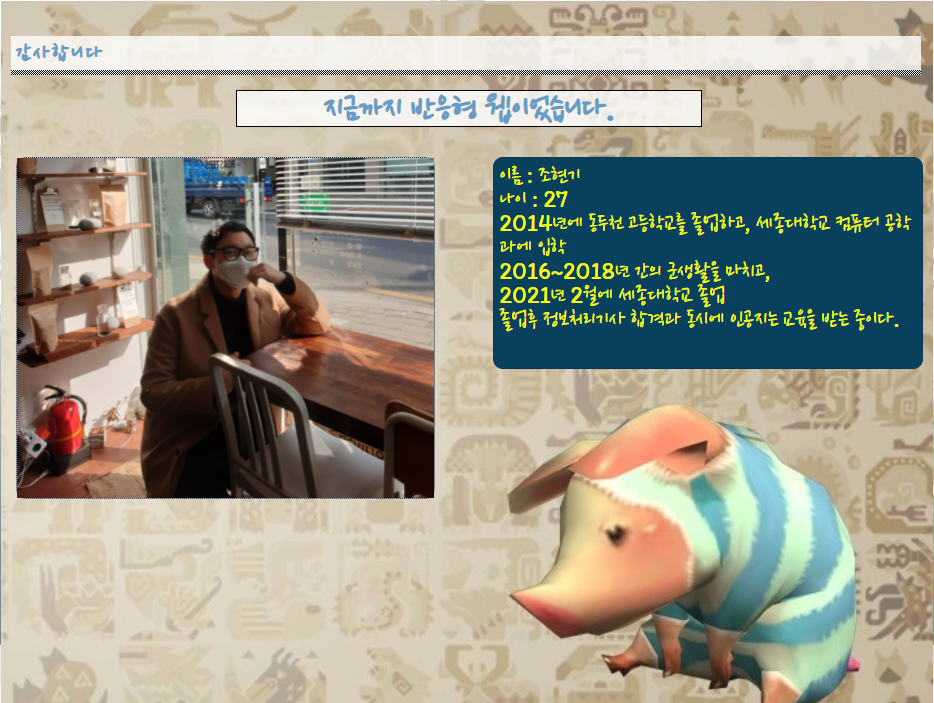 감사합니다
지금까지 반응형 웹이었습니다.
이름 : 조현기
나이 : 27
2014년에 동두천 고등학교를 졸업하고, 세종대학교 컴퓨터 공학
과에 입학
2016~2018년 간의 군생활을 마치고,
2021년 2월에 세종대학교 졸업
졸업후 정보처리기사 합격과 동시에 인공지능 교육을 받는 중이다.